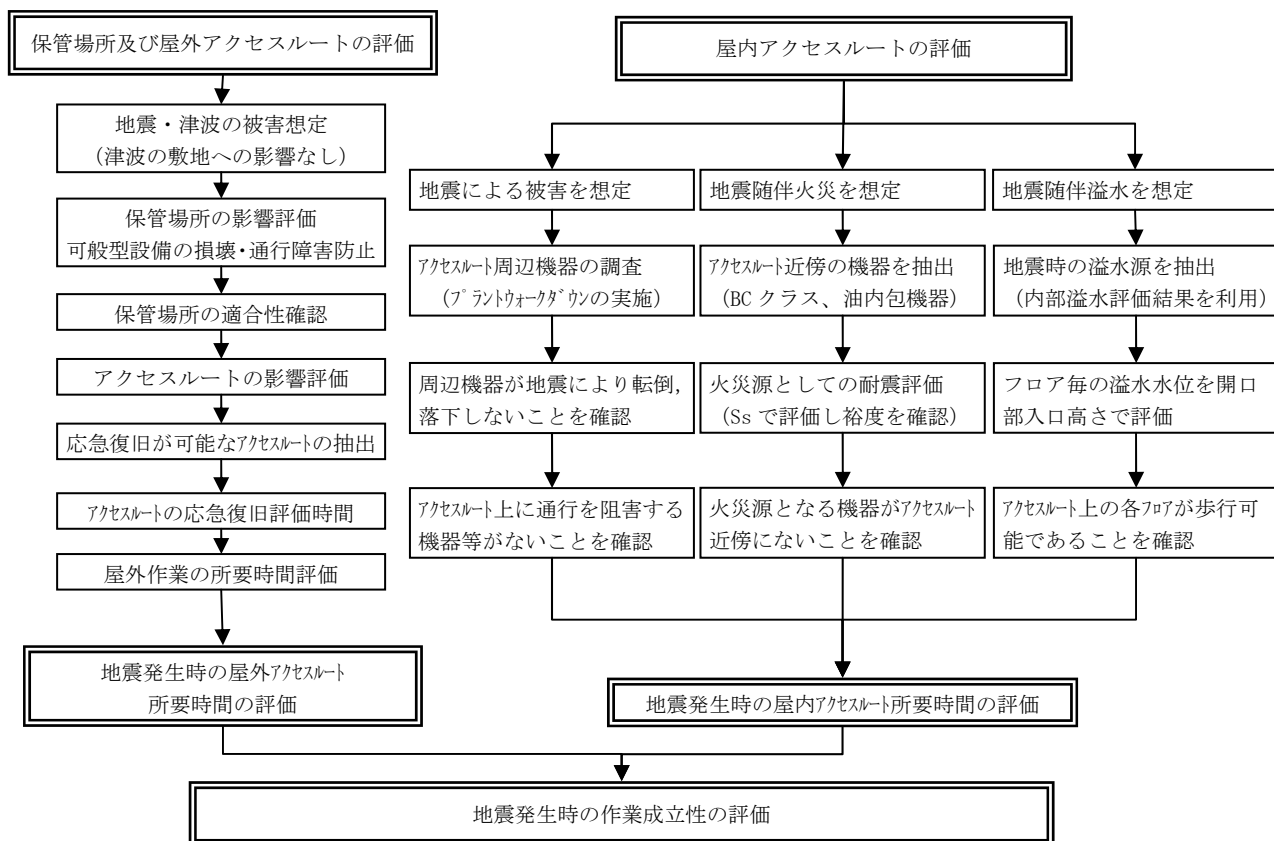 保管場所及び屋外アクセスルートの評価
地震・津波の被害想定
(津波の敷地への影響なし)
保管場所の影響評価
可般型設備の損壊・通行障害防止
保管場所の適合性確認
アクセスルートの影響評価
応急復旧が可能なアクセスルートの抽出
アクセスルートの応急復旧評価時間
屋外作業の所要時間評価
地震発生時の屋外アクセスルート
所要時間の評価
屋内アクセスルートの評価
地震による被害を想定
アクセスルート周辺機器の調査
(プラントウォークダウンの実施)
周辺機器が地震により転倒,
落下しないことを確認
アクセスルート上に通行を阻害する
機器等がないことを確認
地震随伴火災を想定
アクセスルート近傍の機器を抽出
(BC クラス、油内包機器)
火災源としての耐震評価
(Ss で評価し裕度を確認)
火災源となる機器がアクセスルート
近傍にないことを確認
地震随伴溢水を想定
地震時の溢水源を抽出
(内部溢水評価結果を利用)
フロア毎の溢水水位を開口
部入口高さで評価
アクセスルート上の各フロアが歩行可
能であることを確認
地震発生時の屋内アクセスルート所要時間の評価
地震発生時の作業成立性の評価